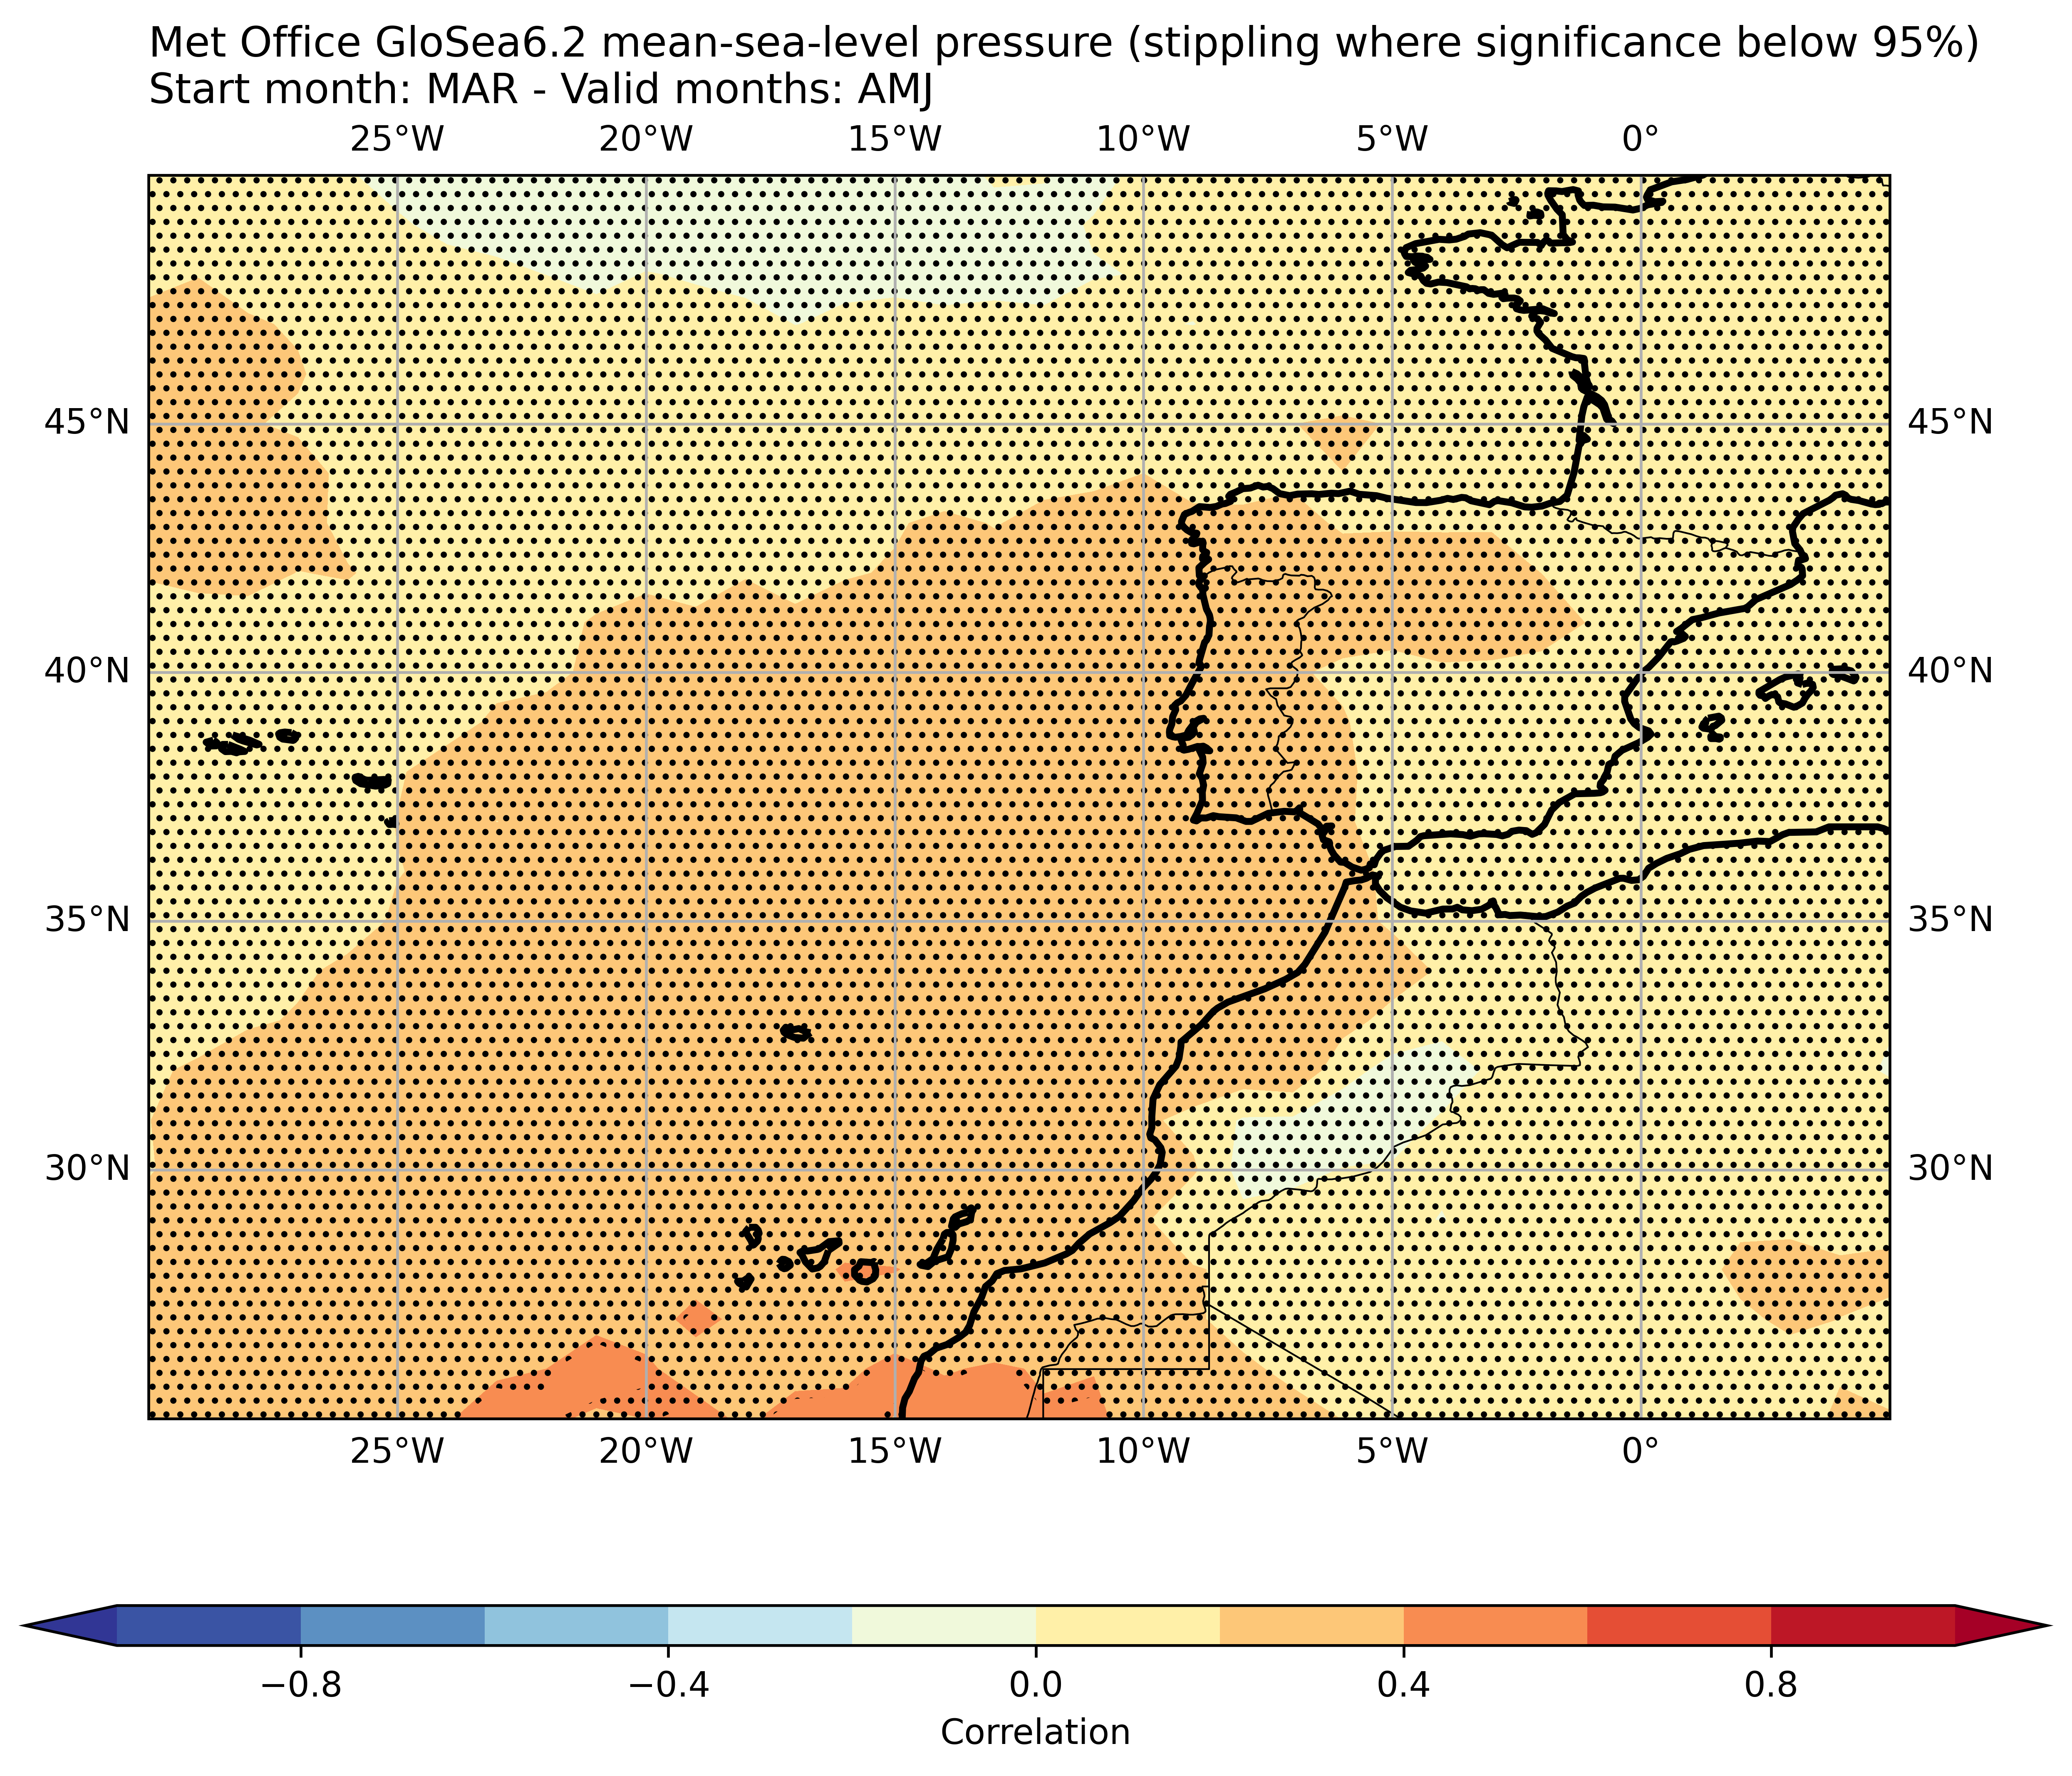 Met Office GloSea6.2 mean-sea-level pressure (stippling where significance below 95%)
Start month: MAR - Valid months: AMJ
25°W 20°W 15°W 10°W 5°W 0°
45°N 45°N
40°N 40°N
35°N 35°N
30°N 30°N
25°W 20°W 15°W 10°W 5°W 0°
−0.8 −0.4 0.0 0.4 0.8
Correlation